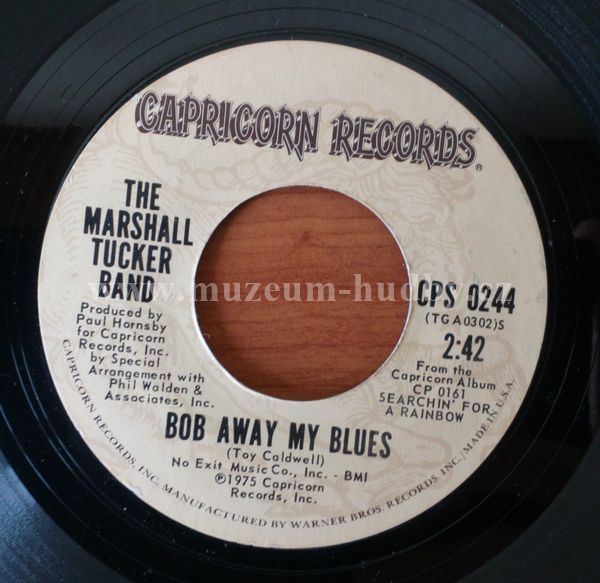 CAPRICORN RECORDS®
THE
MARSHALL
TUCKER
BAND
Produced by
Paul Hornsby
for Capricorn
Records, Inc.
by Special
Arrangement with
Phil Walden &
Associates, Inc.
CPS 0244
(TGA0302)S
2:42
From the
Capricorn Album
CP 0161
SEARCHIN' FOR
A RAINBOW
BOB AWAY MY BLUES
(Toy Caldwell)
No Exit Music Co., Inc. - BMI
℗1975 Capricorn
Records, Inc.
CAPRICORN RECORDS, INC., MANUFACTURED BY WARNER BROS. RECORDS, INC./MADE IN U.S.A.